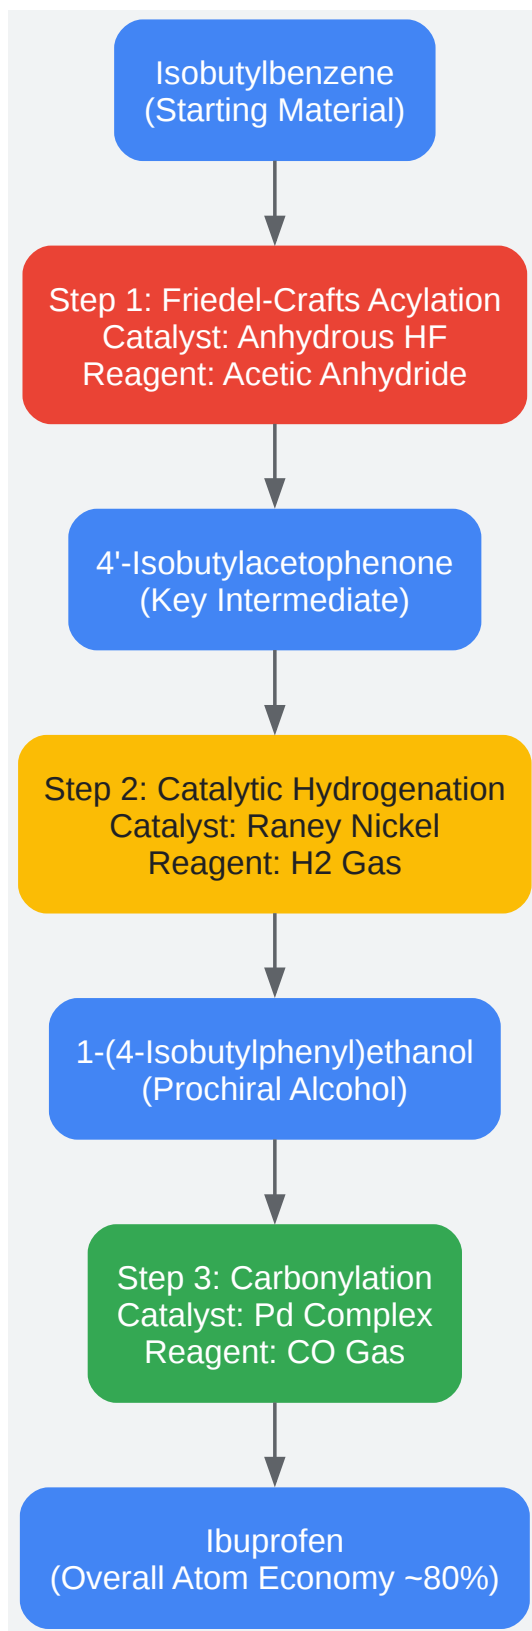 Isobutylbenzene
(Starting Material)
Step 1: Friedel-Crafts Acylation
Catalyst: Anhydrous HF
Reagent: Acetic Anhydride
4'-Isobutylacetophenone
(Key Intermediate)
Step 2: Catalytic Hydrogenation
Catalyst: Raney Nickel
Reagent: H2 Gas
1-(4-Isobutylphenyl)ethanol
(Prochiral Alcohol)
Step 3: Carbonylation
Catalyst: Pd Complex
Reagent: CO Gas
Ibuprofen
(Overall Atom Economy ~80%)